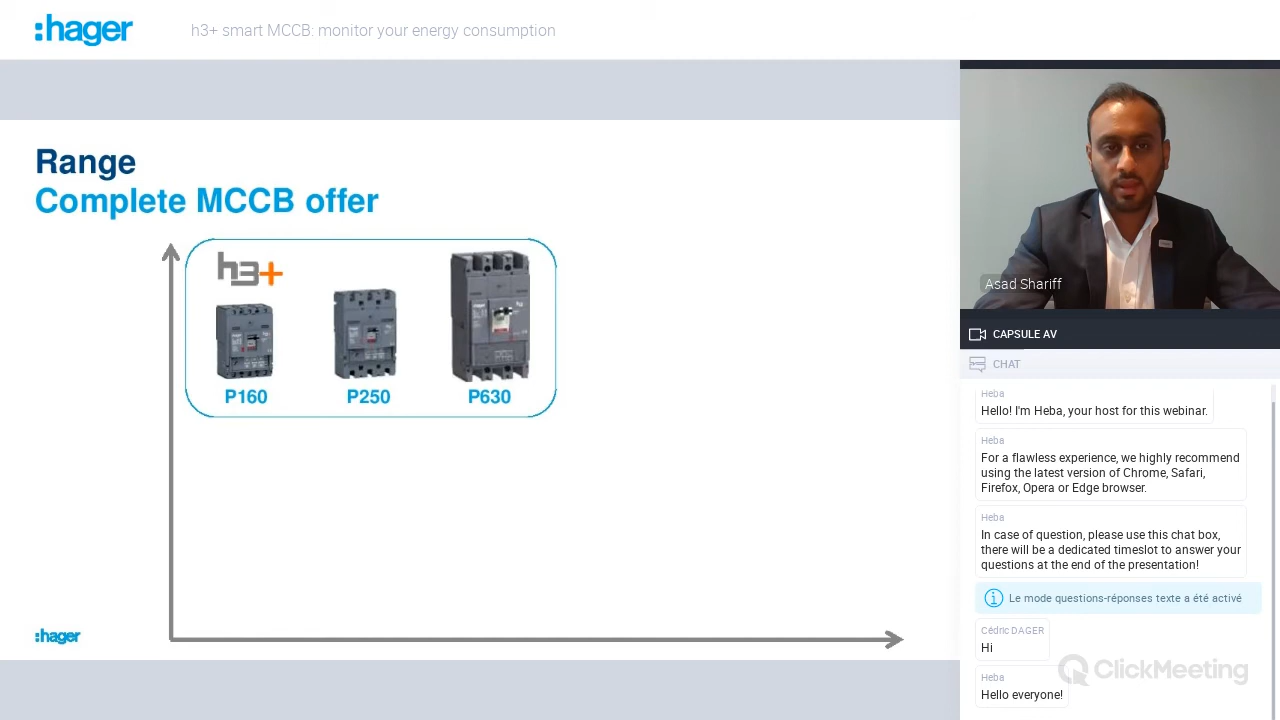 :hager
h3+ smart MCCB: monitor your energy consumption
Range
Complete MCCB offer
h3+
P160
P250
P630
:hager
Asad Shariff
CAPSULE AV
CHAT
Heba
Hello! I'm Heba, your host for this webinar.
Heba
For a flawless experience, we highly recommend
using the latest version of Chrome, Safari,
Firefox, Opera or Edge browser.
Heba
In case of question, please use this chat box,
there will be a dedicated timeslot to answer your
questions at the end of the presentation!
Le mode questions-réponses texte a été activé
Cédric DAGER
Hi
Heba
Hello everyone!
ClickMeeting